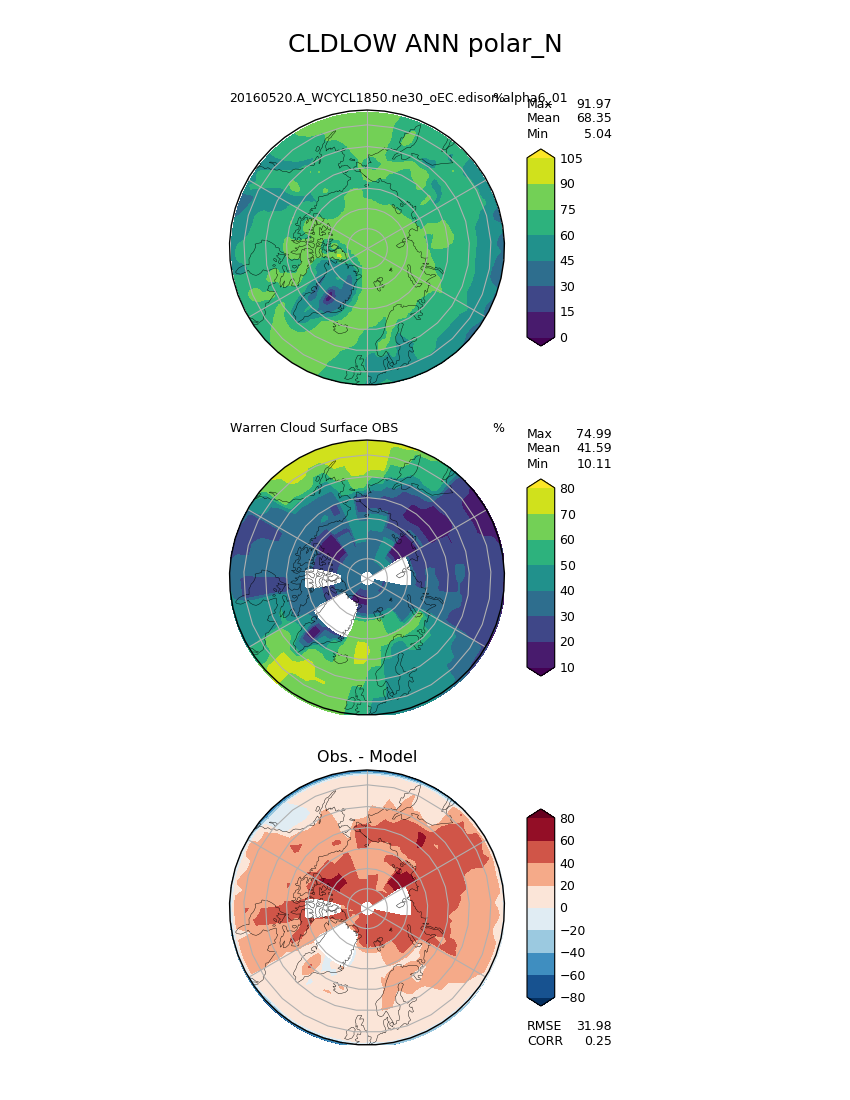 CLDLOW ANN polar_N
20160520.A_WCYCL1850.ne30_oEC.edison.alpha6_01
%
Max 91.97
Mean 68.35
Min 5.04
105
90
75
60
45
30
15
0
Warren Cloud Surface OBS
%
Max 74.99
Mean 41.59
Min 10.11
80
70
60
50
40
30
20
10
Obs. - Model
80
60
40
20
0
−20
−40
−60
−80
RMSE 31.98
CORR 0.25